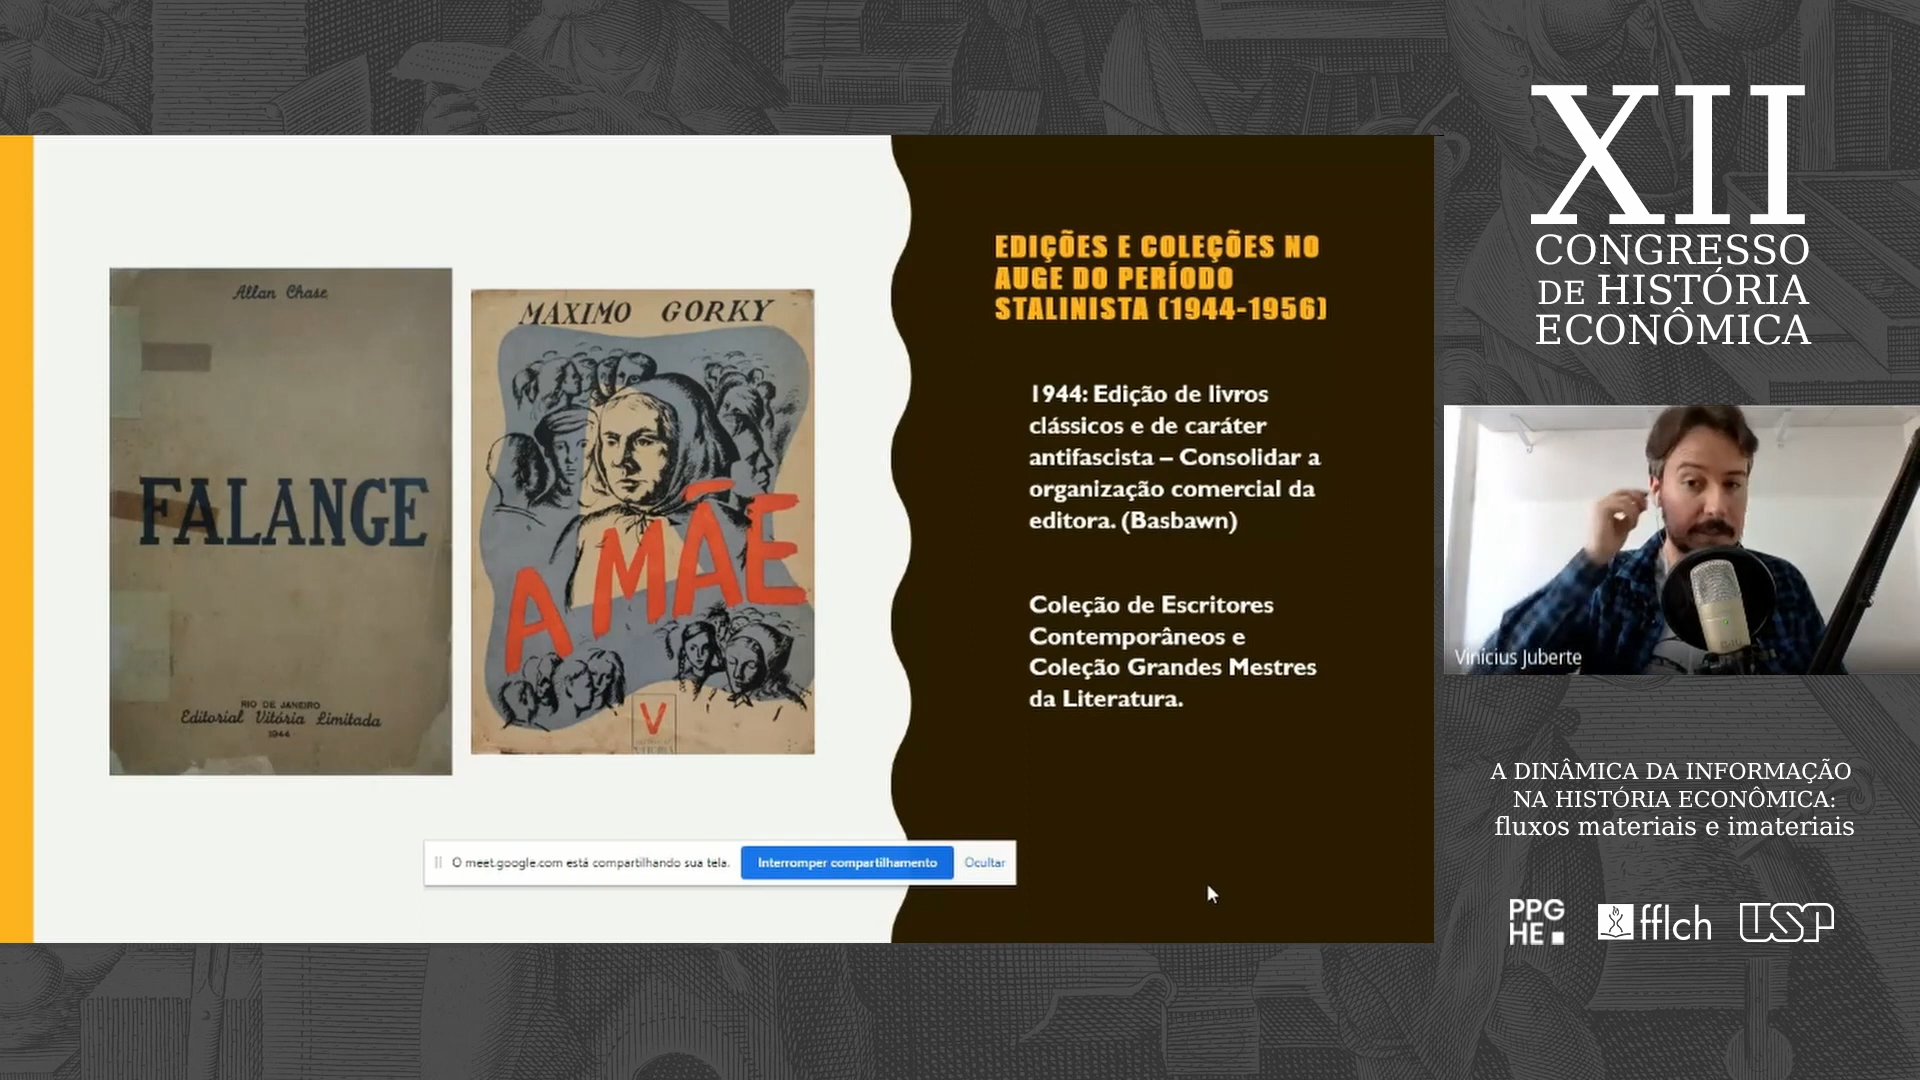 Allan Chase
FALANGE
RIO DE JANEIRO
Editorial Vitória Limitada
1944
MAXIMO GORKY
A MÃE
V
VITORIA
EDIÇÕES E COLEÇÕES NO
AUGE DO PERÍODO
STALINISTA (1944-1956)
1944: Edição de livros
clássicos e de caráter
antifascista – Consolidar a
organização comercial da
editora. (Basbawn)
Coleção de Escritores
Contemporâneos e
Coleção Grandes Mestres
da Literatura.
O meet.google.com está compartilhando sua tela.
Interromper compartilhamento
Ocultar
XII
CONGRESSO
DE HISTÓRIA
ECONÔMICA
Vinícius Juberte
A DINÂMICA DA INFORMAÇÃO
NA HISTÓRIA ECONÔMICA:
fluxos materiais e imateriais
PPG
HE
fflch
USP